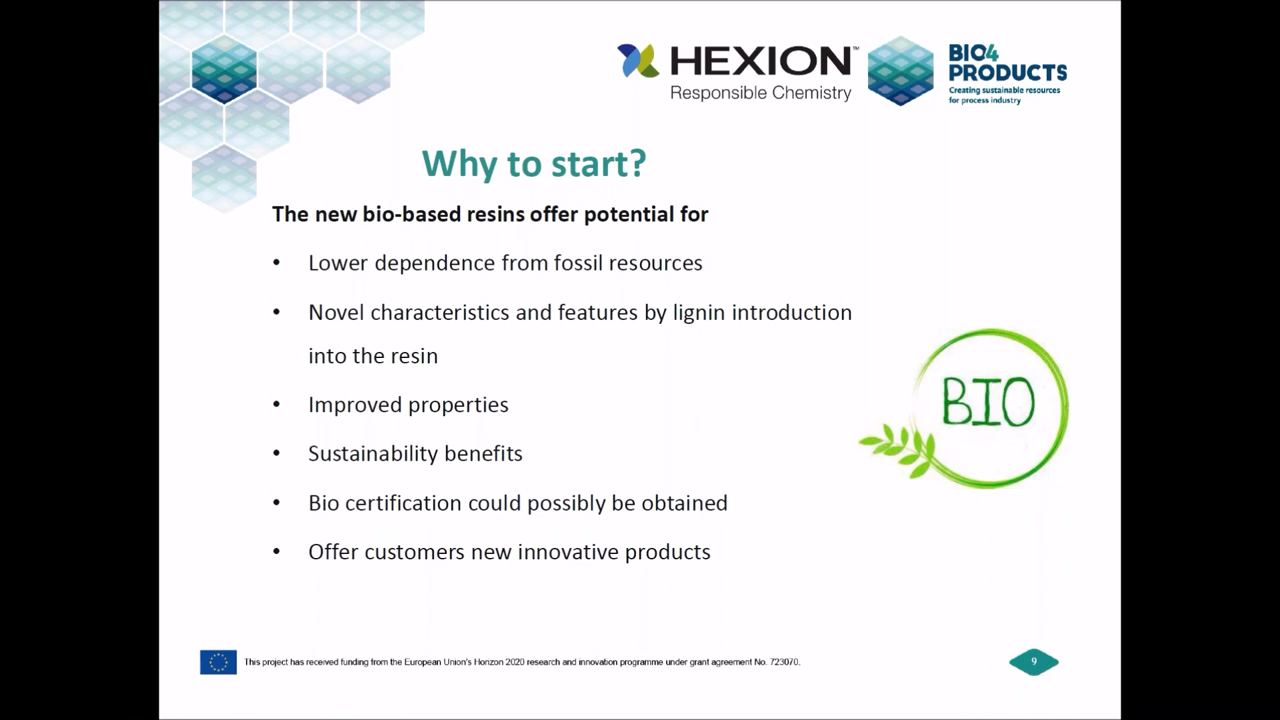 HEXION™
Responsible Chemistry
BIO4
PRODUCTS
Creating sustainable resources
for process industry
Why to start?
The new bio-based resins offer potential for
• Lower dependence from fossil resources
• Novel characteristics and features by lignin introduction
into the resin
• Improved properties
• Sustainability benefits
• Bio certification could possibly be obtained
• Offer customers new innovative products
BIO
This project has received funding from the European Union's Horizon 2020 research and innovation programme under grant agreement No. 723070.
9